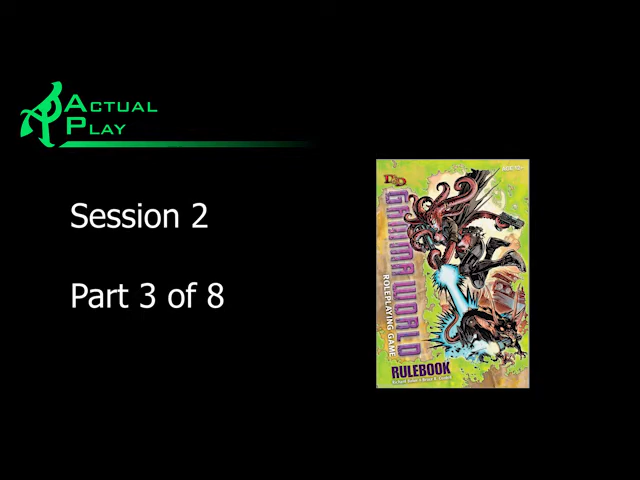 Actual
Play
Session 2
Part 3 of 8
D&D
GAMMA WORLD
ROLEPLAYING GAME
RULEBOOK